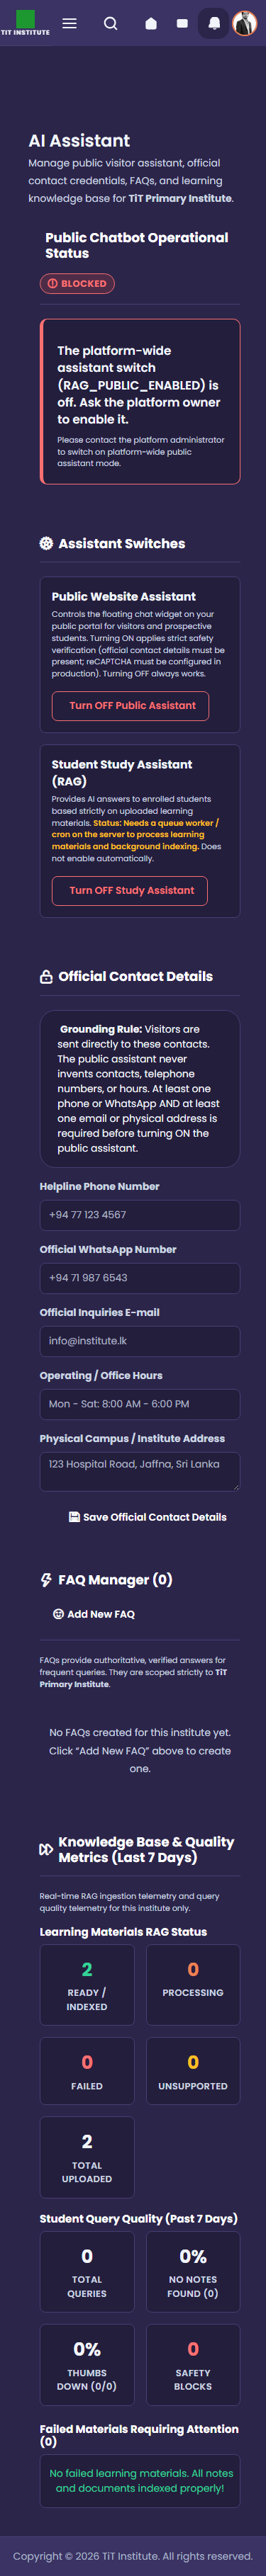 TIT INSTITUTE
AI Assistant
Manage public visitor assistant, official
contact credentials, FAQs, and learning
knowledge base for TiT Primary Institute.
Public Chatbot Operational
Status
BLOCKED
The platform-wide
assistant switch
(RAG_PUBLIC_ENABLED) is
off. Ask the platform owner
to enable it.
Please contact the platform administrator
to switch on platform-wide public
assistant mode.
Assistant Switches
Public Website Assistant
Controls the floating chat widget on your
public portal for visitors and prospective
students. Turning ON applies strict safety
verification (official contact details must be
present; reCAPTCHA must be configured in
production). Turning OFF always works.
Turn OFF Public Assistant
Student Study Assistant
(RAG)
Provides AI answers to enrolled students
based strictly on uploaded learning
materials. Status: Needs a queue worker /
cron on the server to process learning
materials and background indexing. Does
not enable automatically.
Turn OFF Study Assistant
Official Contact Details
Grounding Rule: Visitors are
sent directly to these contacts.
The public assistant never
invents contacts, telephone
numbers, or hours. At least one
phone or WhatsApp AND at least
one email or physical address is
required before turning ON the
public assistant.
Helpline Phone Number
+94 77 123 4567
Official WhatsApp Number
+94 71 987 6543
Official Inquiries E-mail
info@institute.lk
Operating / Office Hours
Mon - Sat: 8:00 AM - 6:00 PM
Physical Campus / Institute Address
123 Hospital Road, Jaffna, Sri Lanka
Save Official Contact Details
FAQ Manager (0)
Add New FAQ
FAQs provide authoritative, verified answers for
frequent queries. They are scoped strictly to TiT
Primary Institute.
No FAQs created for this institute yet.
Click "Add New FAQ" above to create
one.
Knowledge Base & Quality
Metrics (Last 7 Days)
Real-time RAG ingestion telemetry and query
quality telemetry for this institute only.
Learning Materials RAG Status
2
READY /
INDEXED
0
PROCESSING
0
FAILED
0
UNSUPPORTED
2
TOTAL
UPLOADED
Student Query Quality (Past 7 Days)
0
TOTAL
QUERIES
0%
NO NOTES
FOUND (0)
0%
THUMBS
DOWN (0/0)
0
SAFETY
BLOCKS
Failed Materials Requiring Attention
(0)
No failed learning materials. All notes
and documents indexed properly!
Copyright © 2026 TiT Institute. All rights reserved.